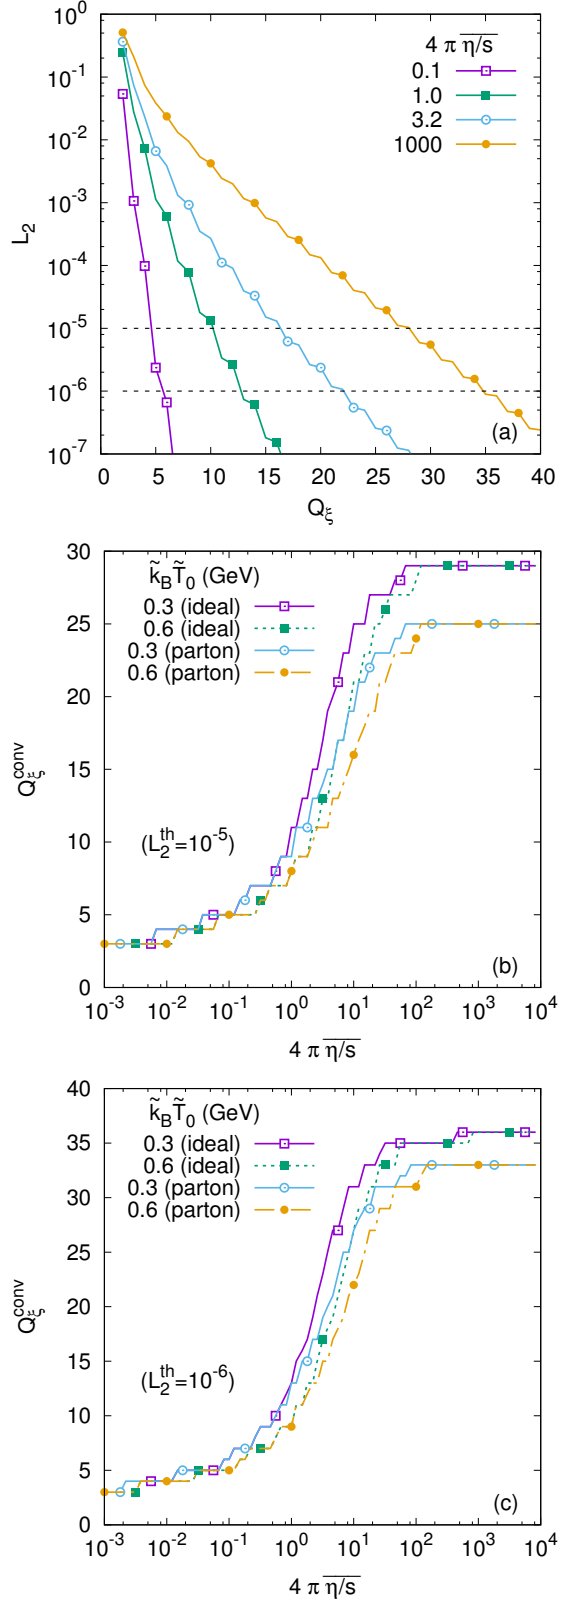 10^0
10^-1
10^-2
10^-3
10^-4
10^-5
10^-6
10^-7
L_2
4 π η/s
0.1
1.0
3.2
1000
(a)
0 5 10 15 20 25 30 35 40
Q_ξ
30
25
20
15
10
5
0
Q_ξ^conv
k̃_B T̃_0 (GeV)
0.3 (ideal)
0.6 (ideal)
0.3 (parton)
0.6 (parton)
(L_2^th=10^-5)
(b)
10^-3 10^-2 10^-1 10^0 10^1 10^2 10^3 10^4
4 π η/s
40
35
30
25
20
15
10
5
0
Q_ξ^conv
k̃_B T̃_0 (GeV)
0.3 (ideal)
0.6 (ideal)
0.3 (parton)
0.6 (parton)
(L_2^th=10^-6)
(c)
10^-3 10^-2 10^-1 10^0 10^1 10^2 10^3 10^4
4 π η/s